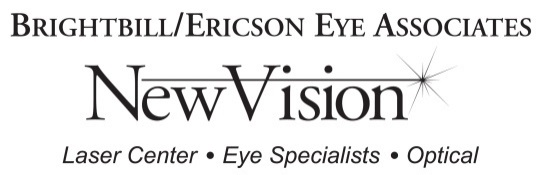 BRIGHTBILL/ERICSON EYE ASSOCIATES
NewVision
Laser Center • Eye Specialists • Optical